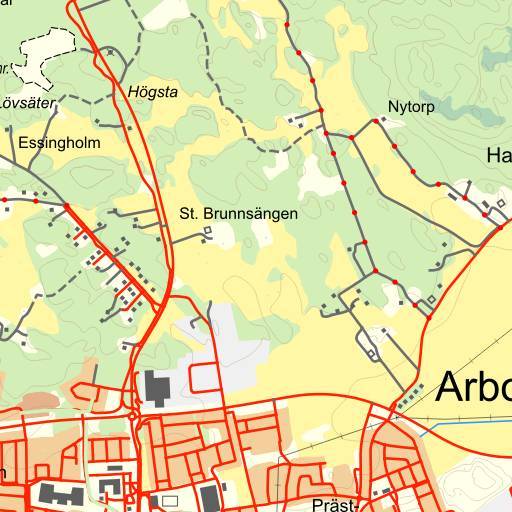 Högsta
Lövsäter
Nytorp
Essingholm
Ha
St. Brunnsängen
Arbo
Präst-